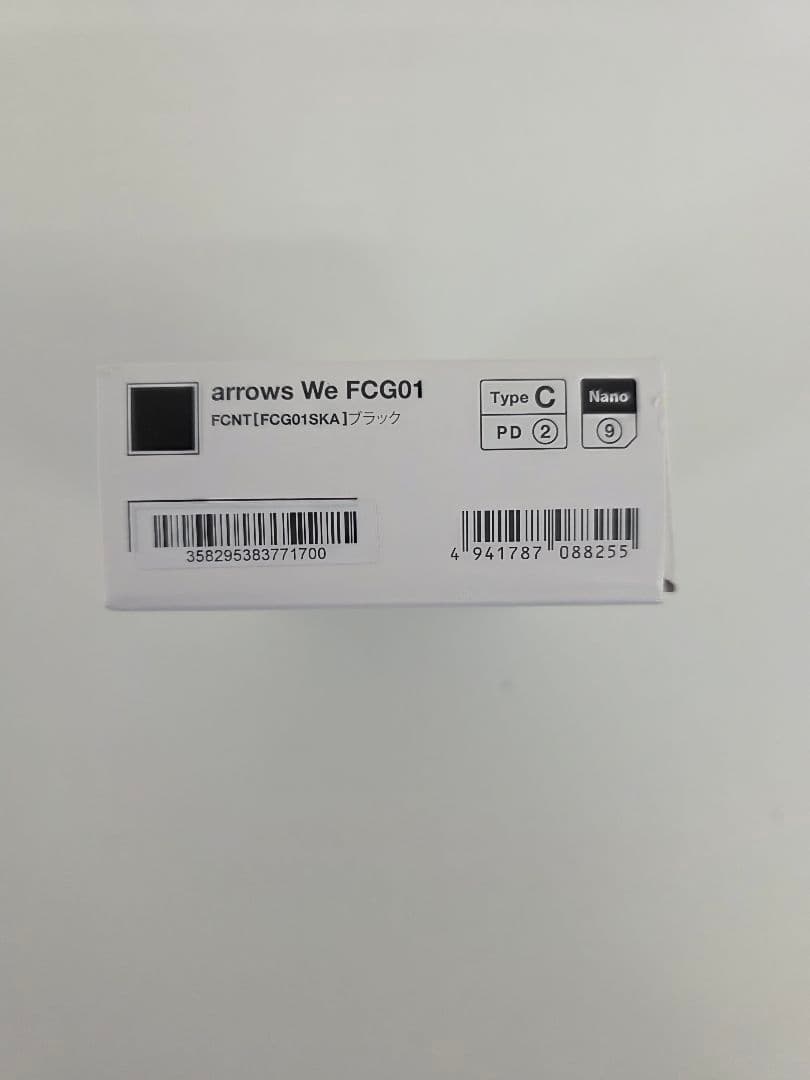 arrows We FCG01
FCNT[FCG01SKA]ブラック
Type C
PD ②
Nano
⑨
358295383771700
4 941787 088255